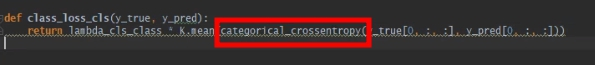 def class_loss_cls(y_true, y_pred):
return lambda_cls_class * K.mean(categorical_crossentropy(y_true[0, :, :], y_pred[0, :, :]))